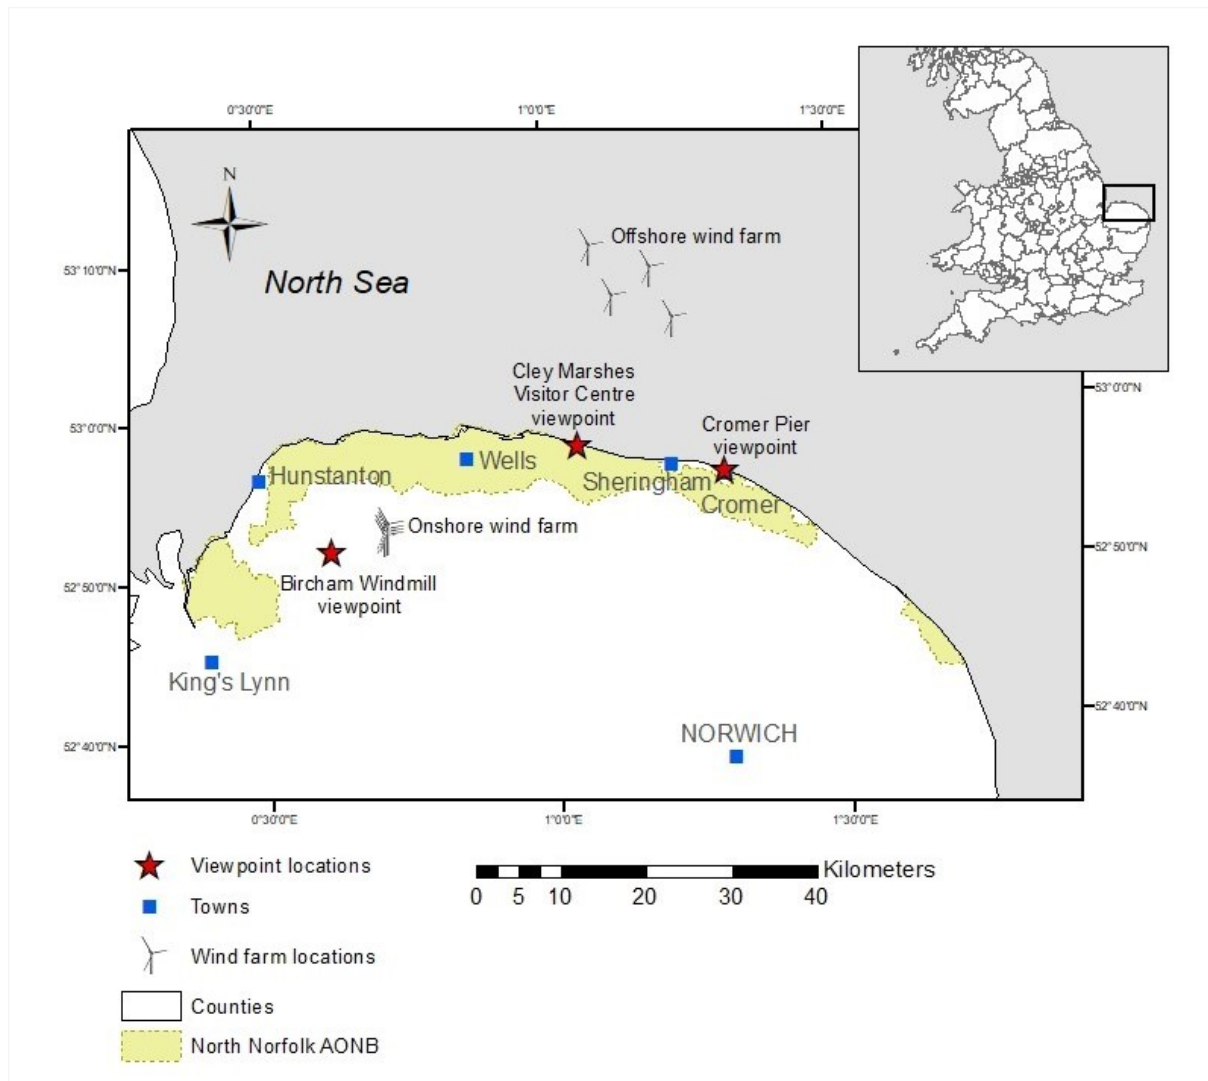 0°30'0"E
1°0'0"E
1°30'0"E
N
Offshore wind farm
53°10'0"N
North Sea
Cley Marshes
Visitor Centre
viewpoint
53°0'0"N
Cromer Pier
viewpoint
53°0'0"N
Wells
Hunstanton
Sheringham
Cromer
Onshore wind farm
52°50'0"N
Bircham Windmill
viewpoint
52°50'0"N
King's Lynn
52°40'0"N
NORWICH
52°40'0"N
0°30'0"E
1°0'0"E
1°30'0"E
Viewpoint locations
Kilometers
0 5 10 20 30 40
Towns
Wind farm locations
Counties
North Norfolk AONB